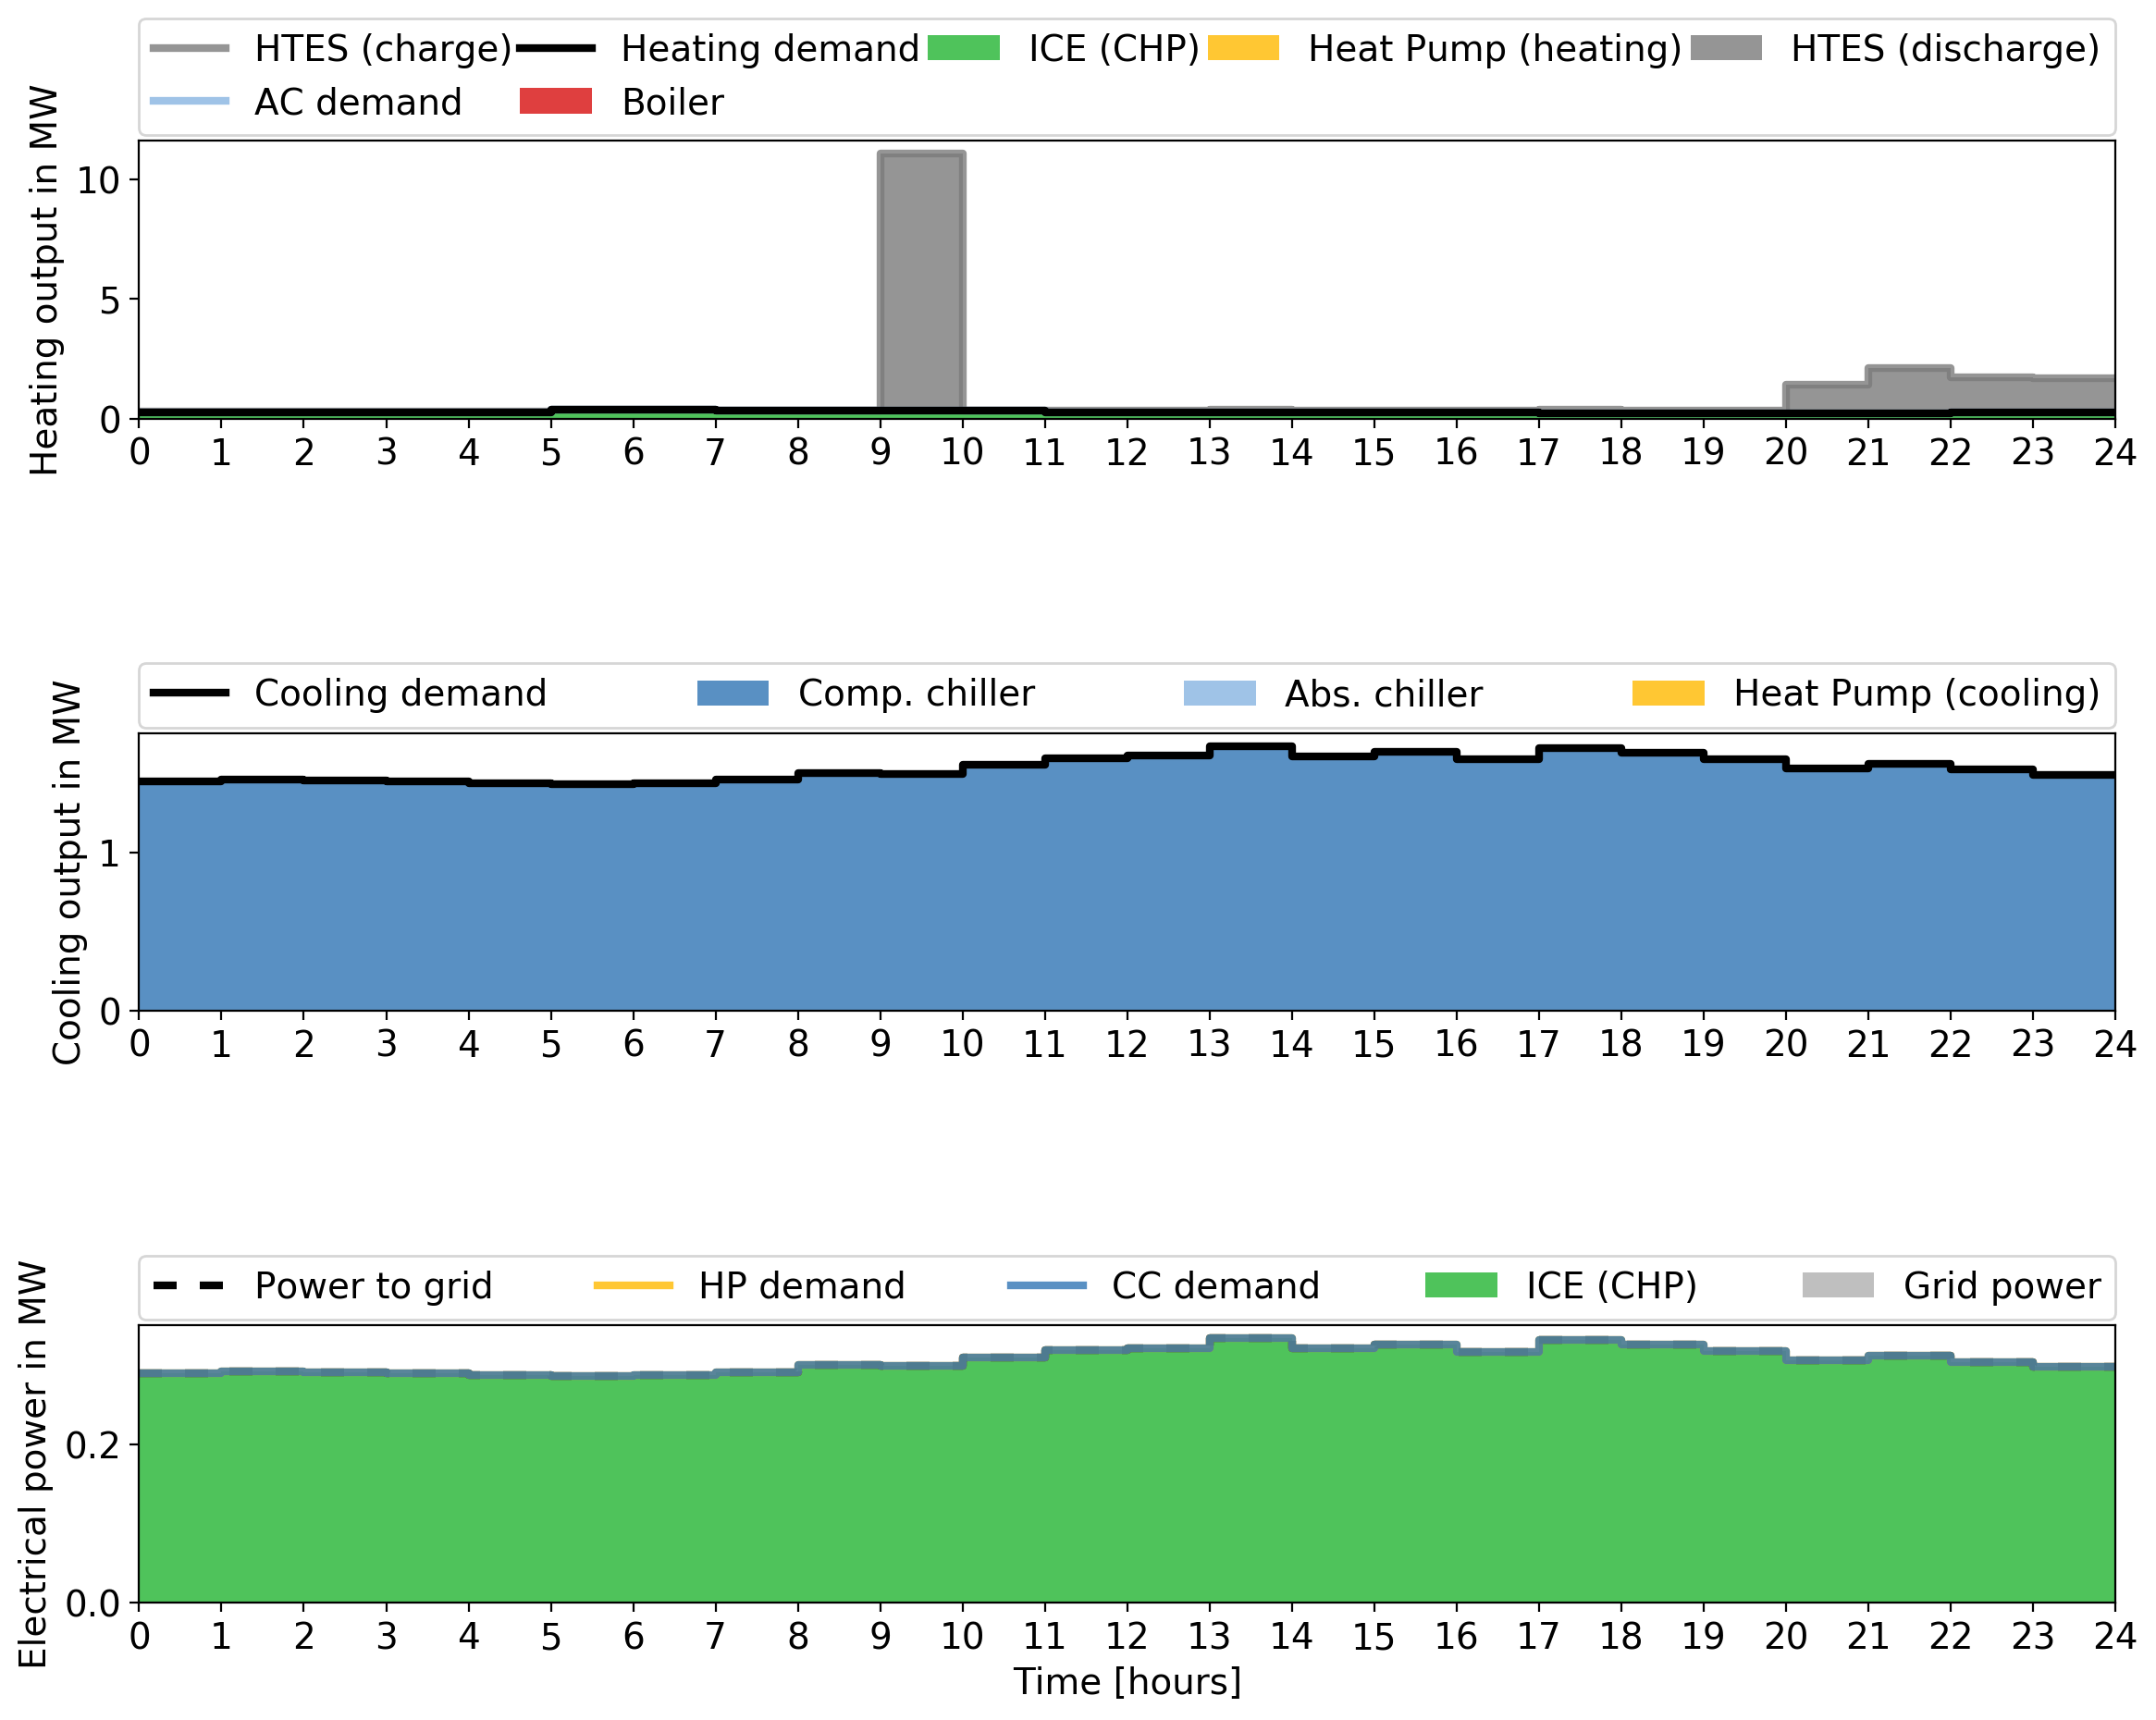 HTES (charge) Heating demand ICE (CHP) Heat Pump (heating) HTES (discharge)
AC demand Boiler
Heating output in MW
10
5
0
0 1 2 3 4 5 6 7 8 9 10 11 12 13 14 15 16 17 18 19 20 21 22 23 24
Cooling demand Comp. chiller Abs. chiller Heat Pump (cooling)
Cooling output in MW
1
0
0 1 2 3 4 5 6 7 8 9 10 11 12 13 14 15 16 17 18 19 20 21 22 23 24
Power to grid HP demand CC demand ICE (CHP) Grid power
Electrical power in MW
0.2
0.0
0 1 2 3 4 5 6 7 8 9 10 11 12 13 14 15 16 17 18 19 20 21 22 23 24
Time [hours]